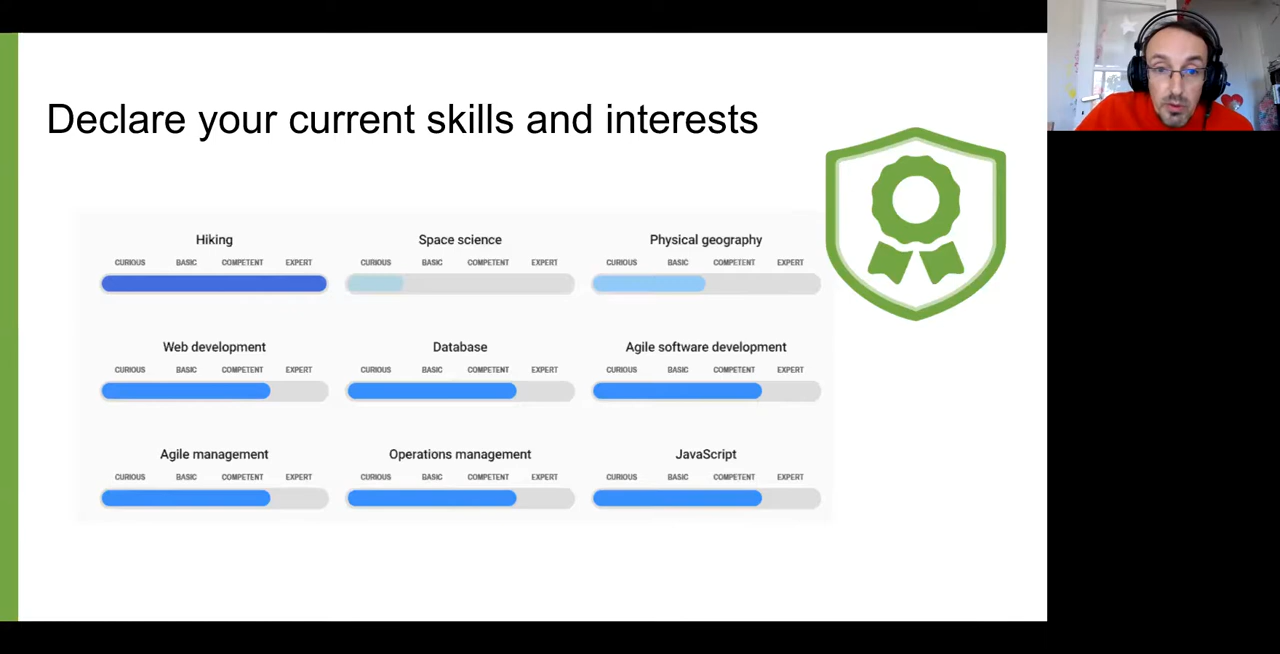 Declare your current skills and interests
Hiking Space science Physical geography
CURIOUS BASIC COMPETENT EXPERT CURIOUS BASIC COMPETENT EXPERT CURIOUS BASIC COMPETENT EXPERT
Web development Database Agile software development
CURIOUS BASIC COMPETENT EXPERT CURIOUS BASIC COMPETENT EXPERT CURIOUS BASIC COMPETENT EXPERT
Agile management Operations management JavaScript
CURIOUS BASIC COMPETENT EXPERT CURIOUS BASIC COMPETENT EXPERT CURIOUS BASIC COMPETENT EXPERT